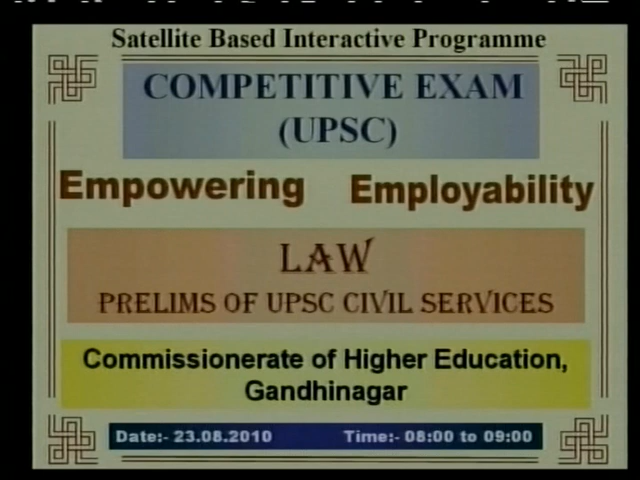 Satellite Based Interactive Programme
COMPETITIVE EXAM
(UPSC)
Empowering Employability
LAW
PRELIMS OF UPSC CIVIL SERVICES
Commissionerate of Higher Education,
Gandhinagar
Date:- 23.08.2010 Time:- 08:00 to 09:00